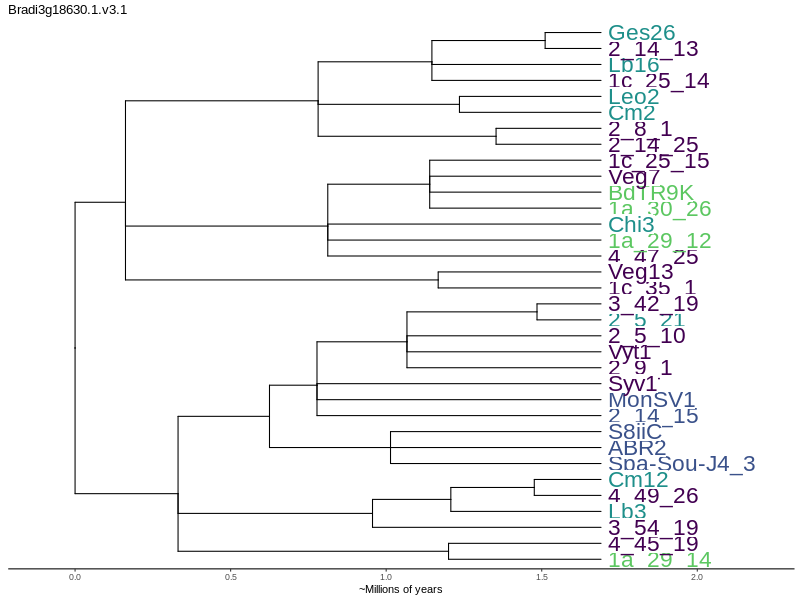 Bradi3g18630.1.v3.1
Ges26
2_14_13
Lb16
1c_25_14
Leo2
Cm2
2_8_1
2_14_25
1c_25_15
Veg7
BdTR9K
1a_30_26
Chi3
1a_29_12
4_47_25
Veg13
1c_35_1
3_42_19
2_5_21
2_5_10
Vyt1
2_9_1
Syv1
MonSV1
2_14_15
S8iiC
ABR2
Spa-Sou-J4_3
Cm12
4_49_26
Lb3
3_54_19
4_45_19
1a_29_14
0.0 0.5 1.0 1.5 2.0
~Millions of years